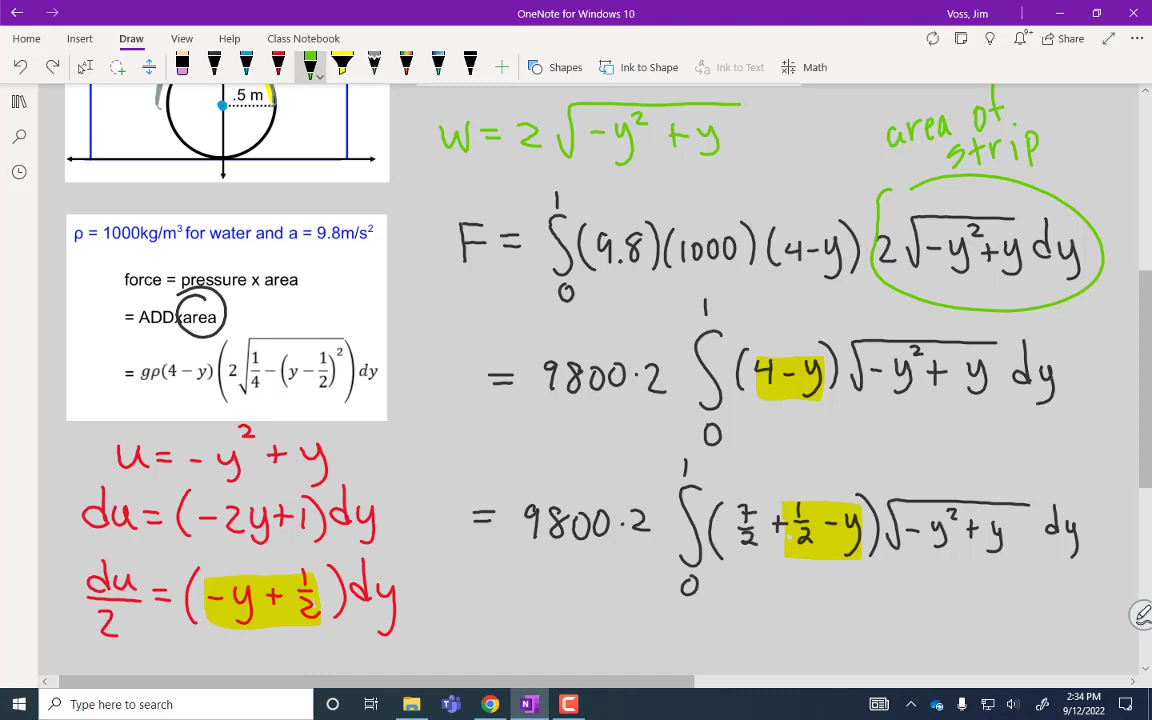 OneNote for Windows 10
Voss, Jim
Home Insert Draw View Help Class Notebook
9+ Share
Shapes Ink to Shape Ink to Text Math
.5 m
w = 2√(-y² + y)
area of
strip
ρ = 1000kg/m³ for water and a = 9.8m/s²
force = pressure x area
= ADDxarea
= gρ(4 − y)(2√(1/4 − (y − 1/2)²))dy
F = ∫₀¹ (9.8)(1000)(4-y) 2√(-y²+y) dy
= 9800·2 ∫₀¹ (4-y)√(-y²+y) dy
= 9800·2 ∫₀¹ (7/2 + 1/2 - y)√(-y²+y) dy
u = -y² + y
du = (-2y+1)dy
du/2 = (-y + 1/2)dy
Type here to search
2:34 PM
9/12/2022